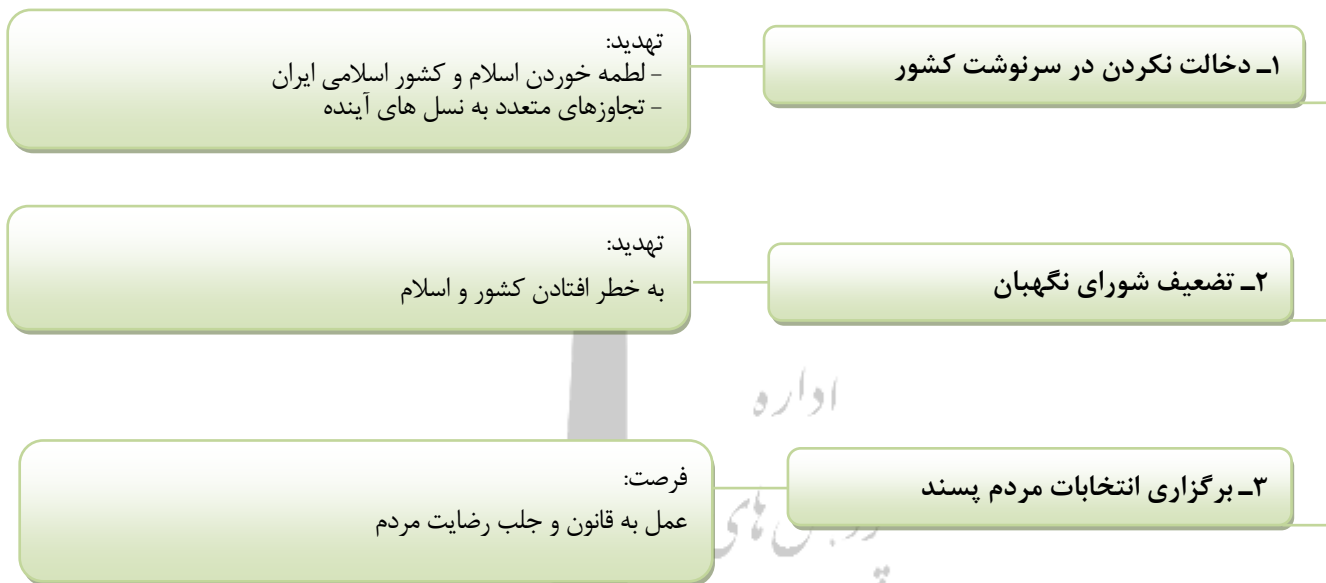 ۱ـ دخالت نکردن در سرنوشت کشور
تهدید:
- لطمه خوردن اسلام و کشور اسلامی ایران
- تجاوزهای متعدد به نسل های آینده
۲ـ تضعیف شورای نگهبان
تهدید:
به خطر افتادن کشور و اسلام
اداره
۳ـ برگزاری انتخابات مردم پسند
فرصت:
عمل به قانون و جلب رضایت مردم